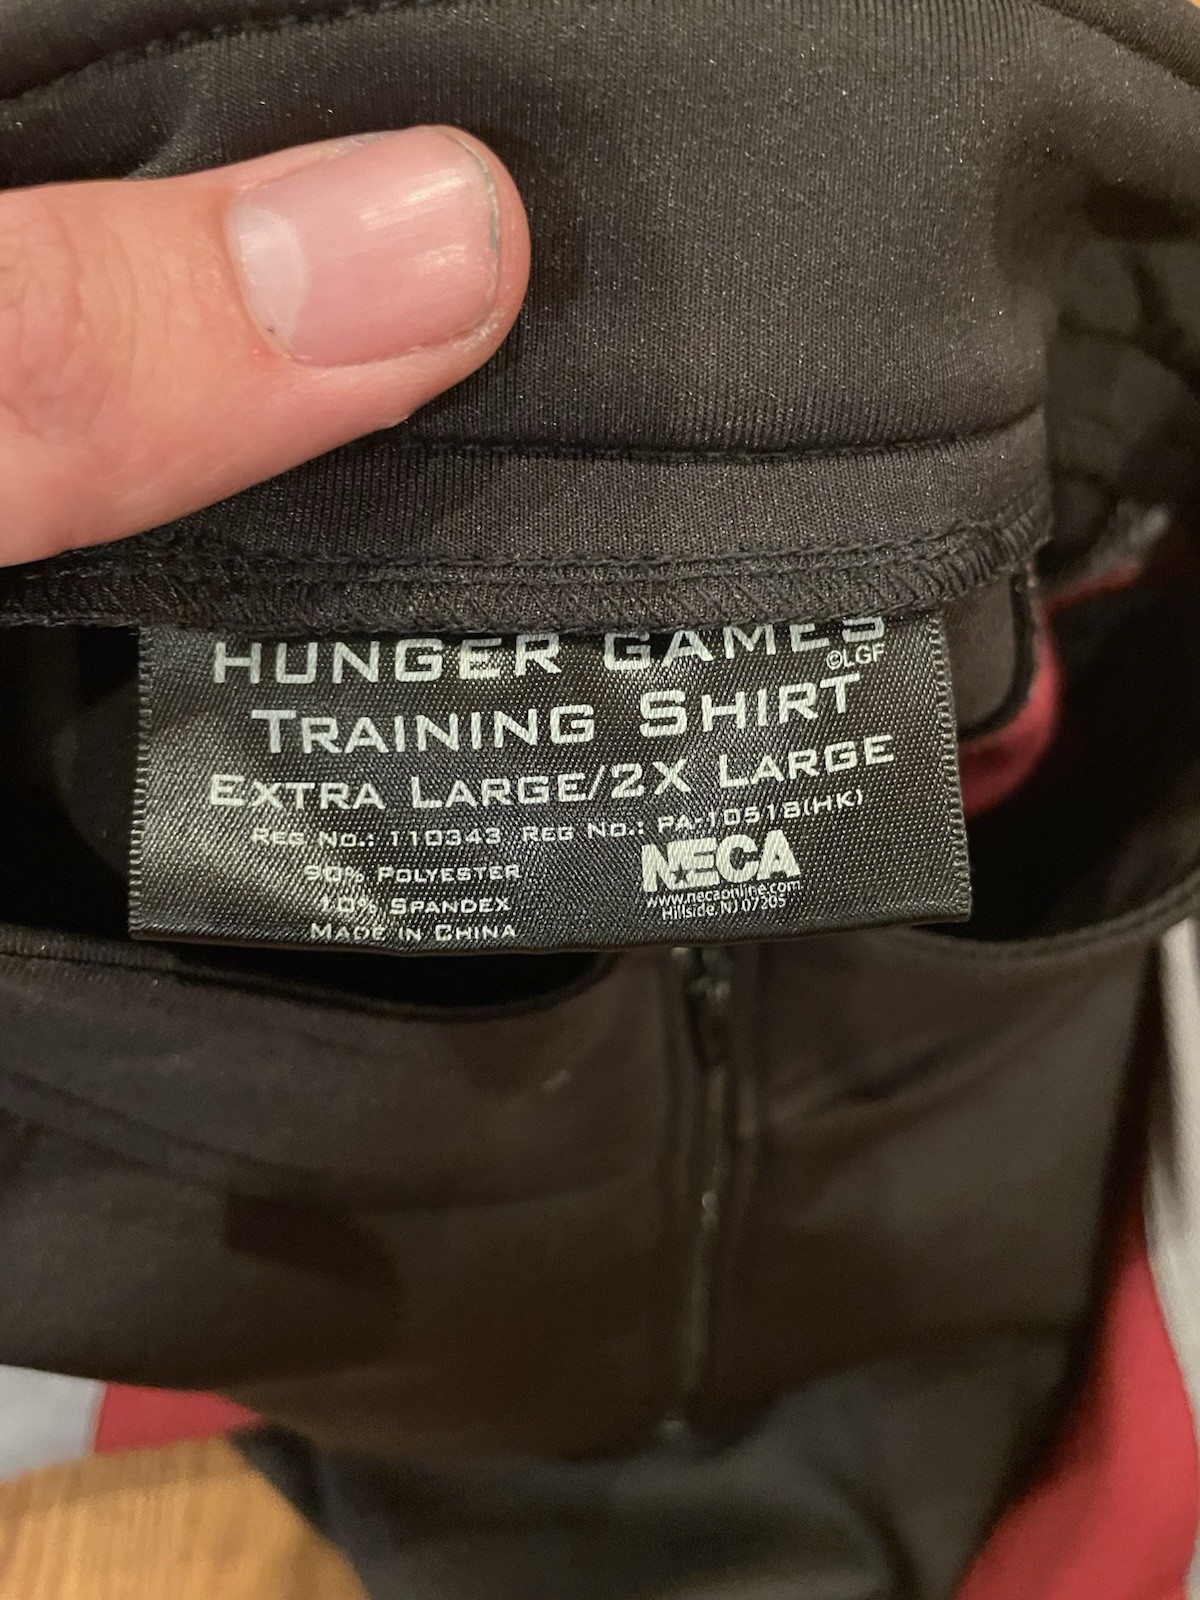 HUNGER GAMES
©LGF
TRAINING SHIRT
EXTRA LARGE/2X LARGE
REG NO.: 110343 REG NO.: PA-10518(HK)
90% POLYESTER
10% SPANDEX
MADE IN CHINA
NECA
www.necaonline.com
Hillside, NJ 07205